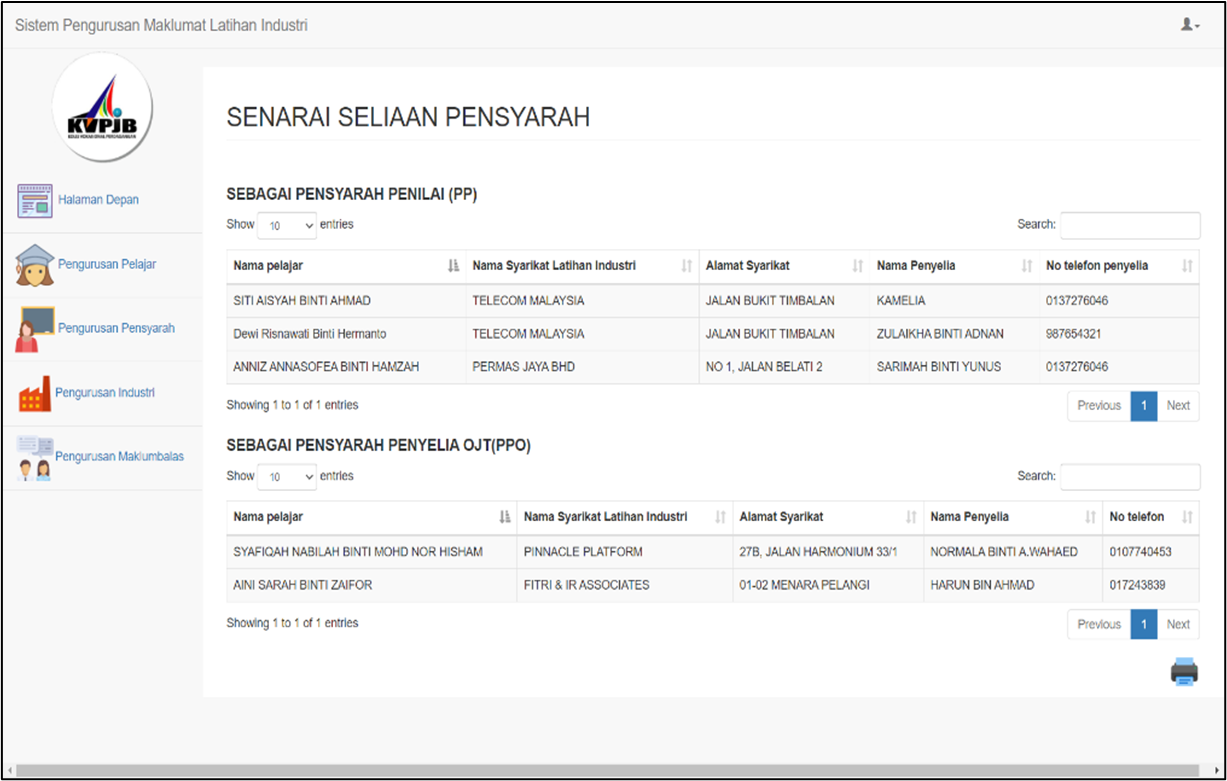 Sistem Pengurusan Maklumat Latihan Industri
KVPJB
Halaman Depan
Pengurusan Pelajar
Pengurusan Pensyarah
Pengurusan Industri
Pengurusan Maklumbalas
SENARAI SELIAAN PENSYARAH
SEBAGAI PENSYARAH PENILAI (PP)
Show 10 entries Search:
Nama pelajar Nama Syarikat Latihan Industri Alamat Syarikat Nama Penyelia No telefon penyelia
SITI AISYAH BINTI AHMAD TELECOM MALAYSIA JALAN BUKIT TIMBALAN KAMELIA 0137276046
Dewi Risnawati Binti Hermanto TELECOM MALAYSIA JALAN BUKIT TIMBALAN ZULAIKHA BINTI ADNAN 987654321
ANNIZ ANNASOFEA BINTI HAMZAH PERMAS JAYA BHD NO 1, JALAN BELATI 2 SARIMAH BINTI YUNUS 0137276046
Showing 1 to 1 of 1 entries Previous 1 Next
SEBAGAI PENSYARAH PENYELIA OJT(PPO)
Show 10 entries Search:
Nama pelajar Nama Syarikat Latihan Industri Alamat Syarikat Nama Penyelia No telefon
SYAFIQAH NABILAH BINTI MOHD NOR HISHAM PINNACLE PLATFORM 27B, JALAN HARMONIUM 33/1 NORMALA BINTI A.WAHAED 0107740453
AINI SARAH BINTI ZAIFOR FITRI & IR ASSOCIATES 01-02 MENARA PELANGI HARUN BIN AHMAD 017243839
Showing 1 to 1 of 1 entries Previous 1 Next